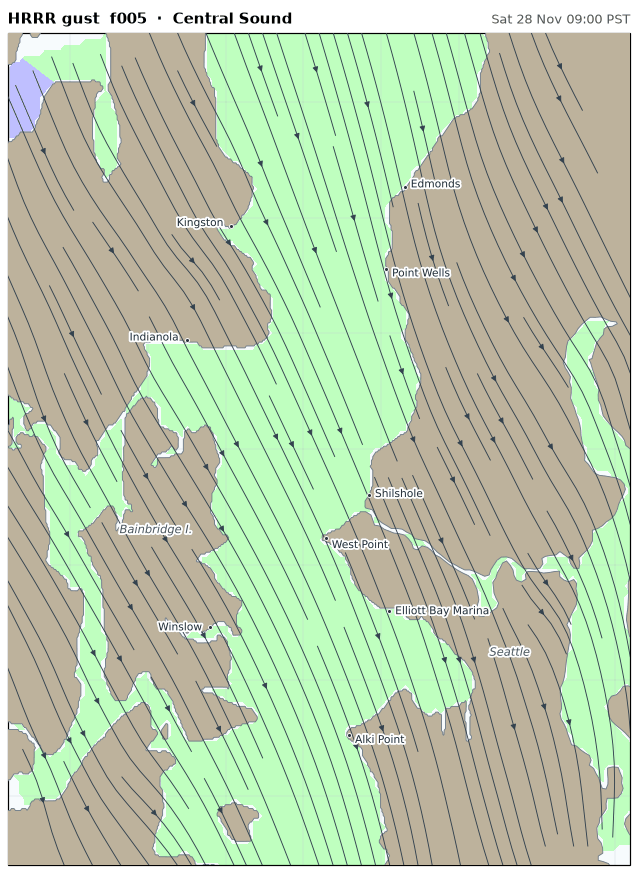 HRRR gust f005 · Central Sound
Sat 28 Nov 09:00 PST
Edmonds
Kingston
Point Wells
Indianola
Shilshole
Bainbridge I.
West Point
Elliott Bay Marina
Winslow
Seattle
Alki Point